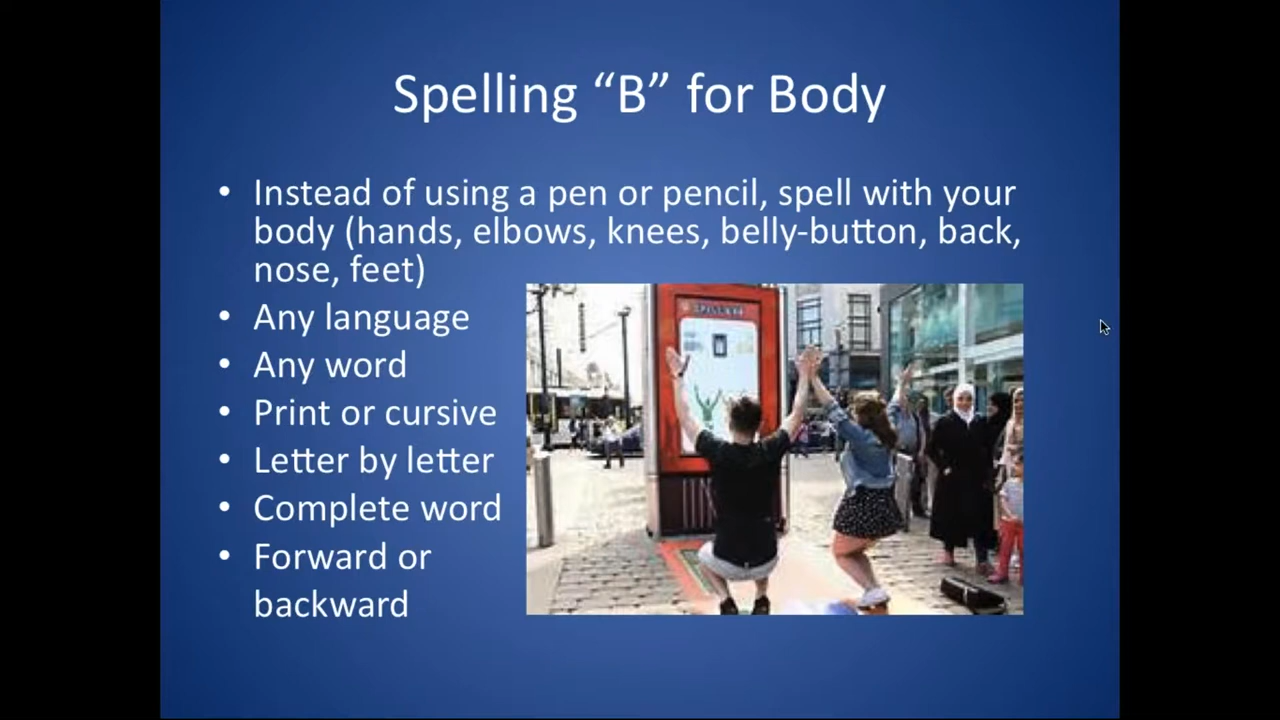 Spelling “B” for Body
• Instead of using a pen or pencil, spell with your
body (hands, elbows, knees, belly-button, back,
nose, feet)
• Any language
• Any word
• Print or cursive
• Letter by letter
• Complete word
• Forward or
backward